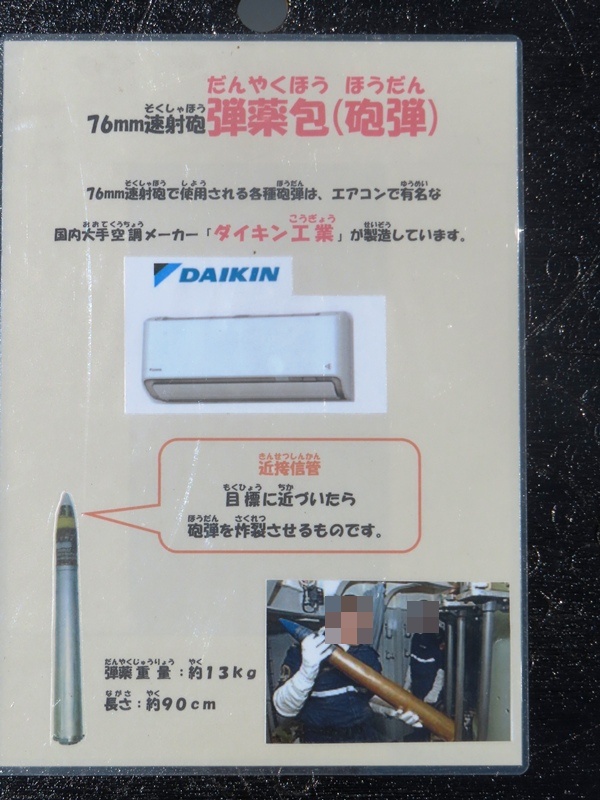 だんやくほう ほうだん
そくしゃほう
76mm速射砲弾薬包(砲弾)
そくしゃほう しよう ほうだん ゆうめい
76mm速射砲で使用される各種砲弾は、エアコンで有名な
おおてくうちょう こうぎょう せいぞう
国内大手空調メーカー「ダイキン工業」が製造しています。
DAIKIN
きんせつしんかん
近接信管
もくひょう ちか
目標に近づいたら
ほうだん さくれつ
砲弾を炸裂させるものです。
だんやくじゅうりょう やく
弾薬重量：約13kg
ながさ やく
長さ：約90cm